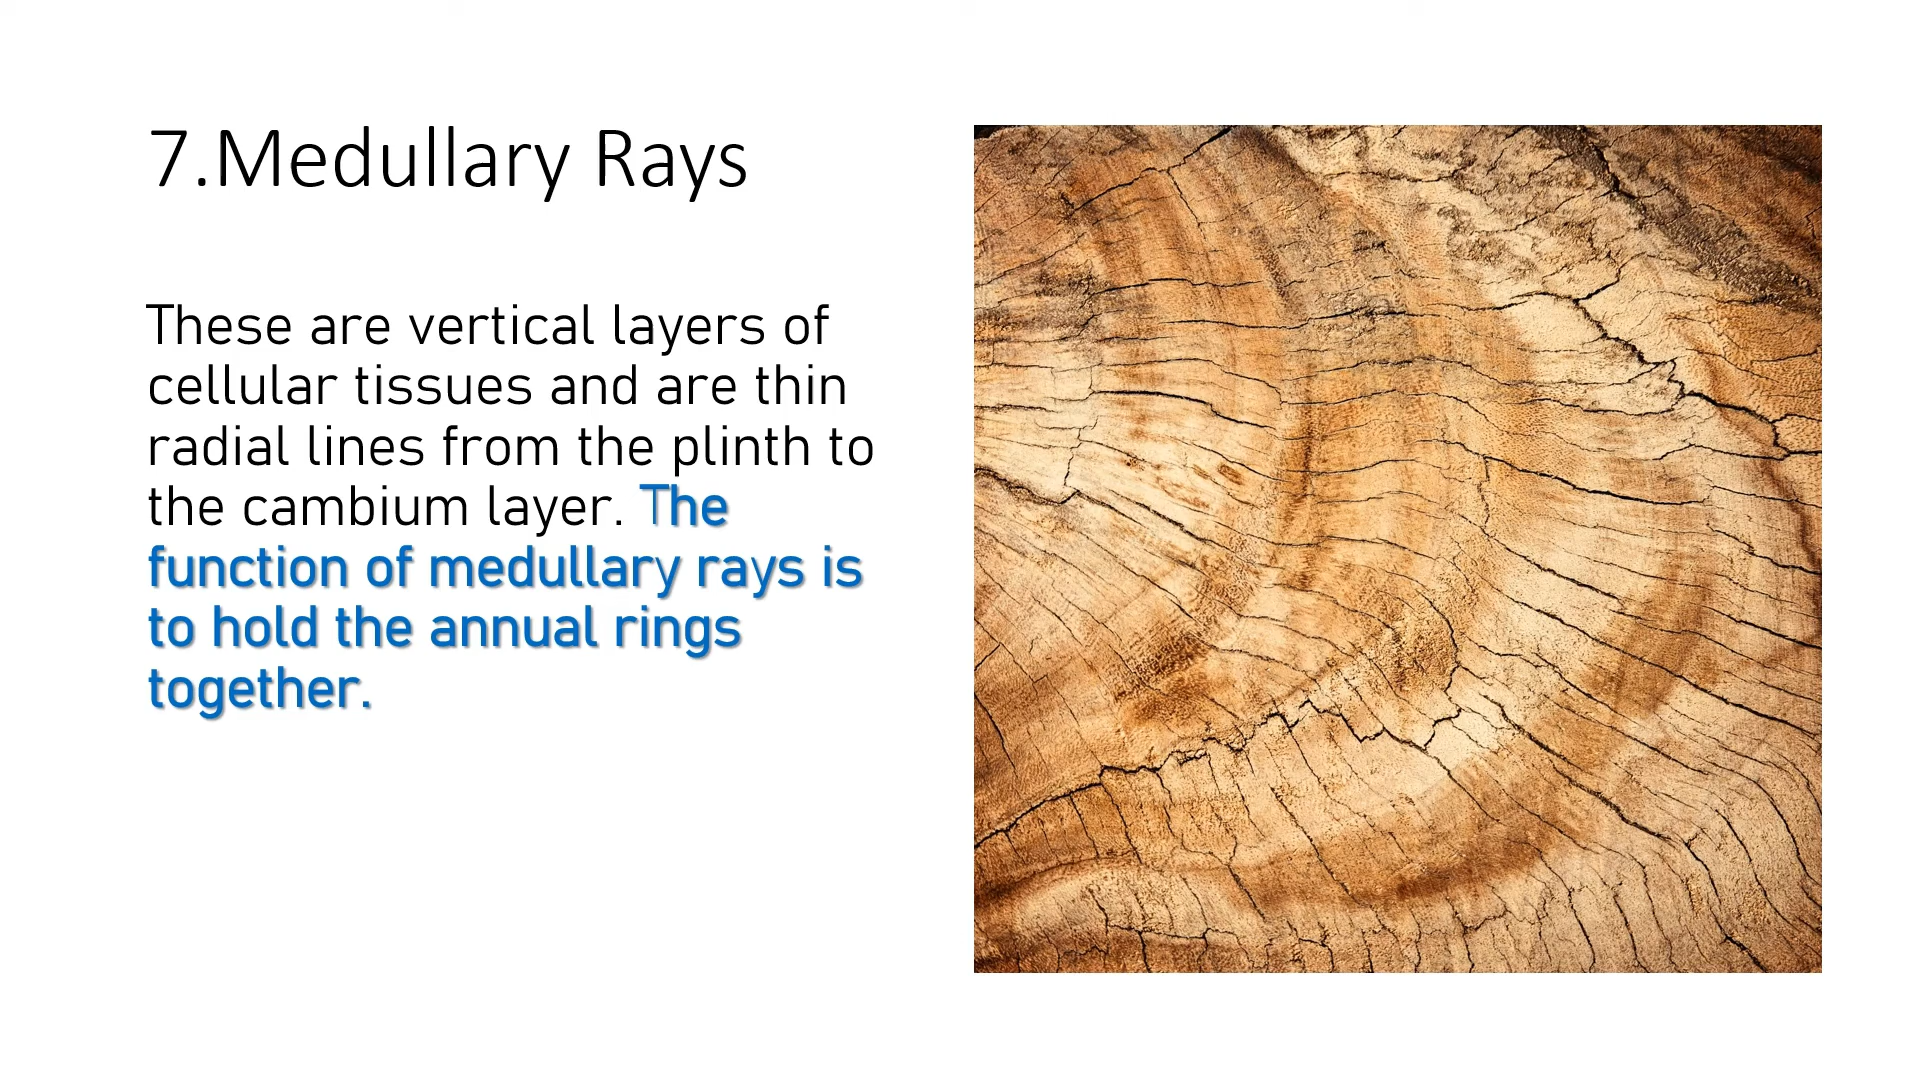 7.Medullary Rays
These are vertical layers of
cellular tissues and are thin
radial lines from the plinth to
the cambium layer. The
function of medullary rays is
to hold the annual rings
together.